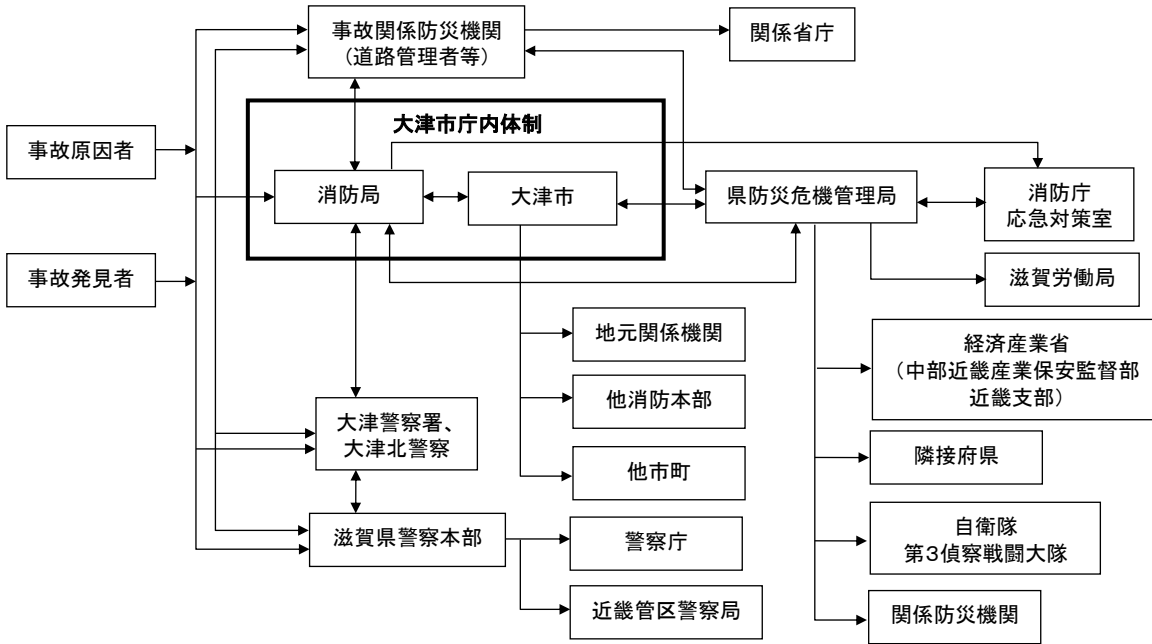 事故関係防災機関
（道路管理者等）
関係省庁
大津市庁内体制
事故原因者
消防局
大津市
県防災危機管理局
消防庁
応急対策室
事故発見者
滋賀労働局
地元関係機関
経済産業省
（中部近畿産業保安監督部
近畿支部）
他消防本部
大津警察署、
大津北警察
隣接府県
他市町
滋賀県警察本部
警察庁
自衛隊
第３偵察戦闘大隊
近畿管区警察局
関係防災機関